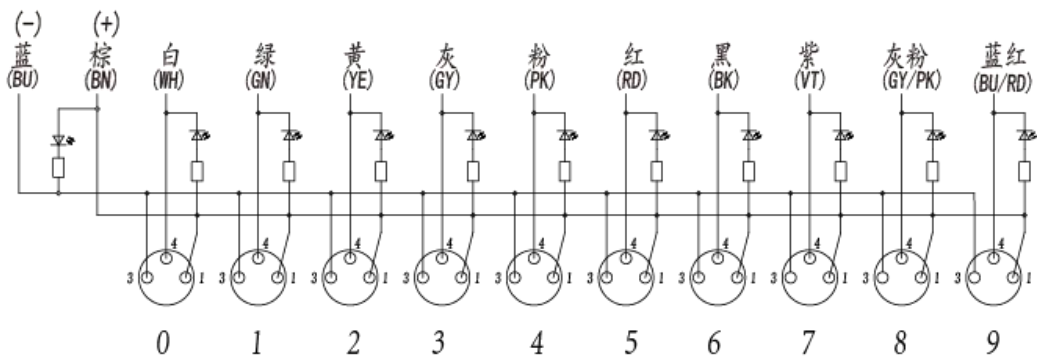 (-) (+)
蓝 棕 白 绿 黄 灰 粉 红 黑 紫 灰粉 蓝红
(BU) (BN) (WH) (GN) (YE) (GY) (PK) (RD) (BK) (VT) (GY/PK) (BU/RD)
4 4 4 4 4 4 4 4 4 4
3 1 3 1 3 1 3 1 3 1 3 1 3 1 3 1 3 1 3 1
0 1 2 3 4 5 6 7 8 9